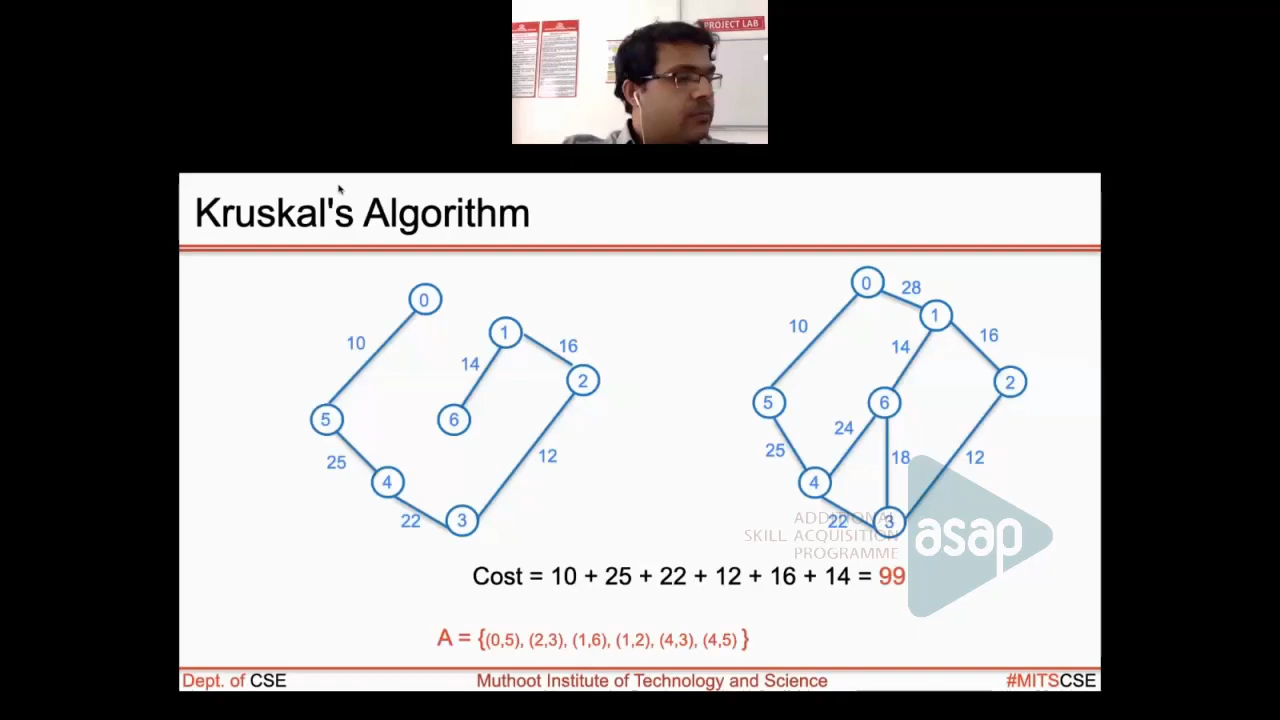 PROJECT LAB
Kruskal's Algorithm
0
10
1
16
14
2
5
6
25
12
4
22
3
0
28
1
10
16
14
2
5
6
24
25
18
12
4
22
3
ADDITIONAL
SKILL ACQUISITION
PROGRAMME
asap
Cost = 10 + 25 + 22 + 12 + 16 + 14 = 99
A = {(0,5), (2,3), (1,6), (1,2), (4,3), (4,5) }
Dept. of CSE
Muthoot Institute of Technology and Science
#MITSCSE